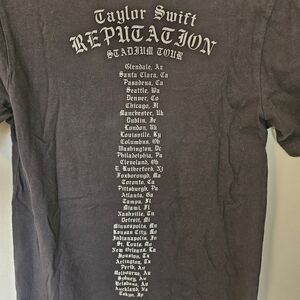 Taylor Swift
REPUTATION
STADIUM TOUR
Glendale, Az
Santa Clara, Ca
Pasadena, Ca
Seattle, Wa
Denver, Co
Chicago, Il
Manchester, Uk
Dublin, Ie
London, Uk
Louisville, Ky
Columbus, Oh
Washington, Dc
Philadelphia, Pa
Cleveland, Oh
E. Rutherford, Nj
Foxborough, Ma
Toronto, Ca
Pittsburgh, Pa
Atlanta, Ga
Tampa, Fl
Miami, Fl
Nashville, Tn
Detroit, Mi
Minneapolis, Mn
Kansas City, Mo
Indianapolis, In
St. Louis, Mo
New Orleans, La
Houston, Tx
Arlington, Tx
Perth, Au
Melbourne, Au
Sydney, Au
Brisbane, Au
Auckland, Nz
Tokyo, Jp